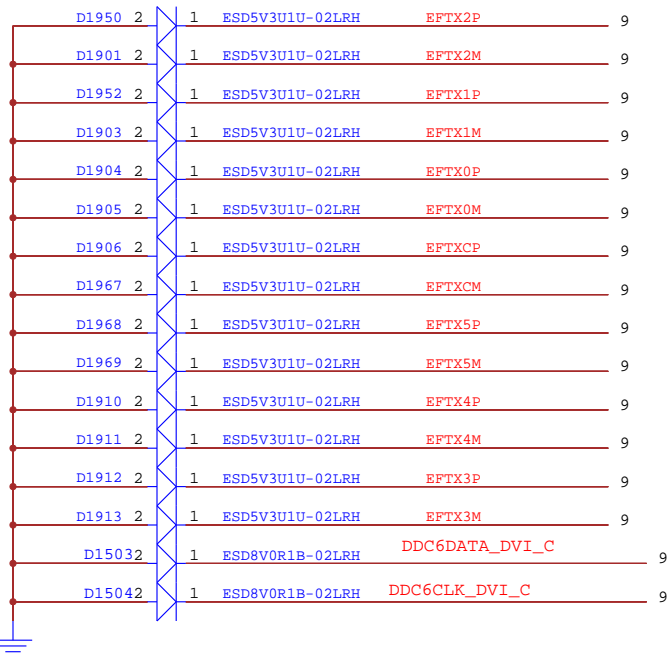 D1950 2 1 ESD5V3U1U-02LRH EFTX2P 9
D1901 2 1 ESD5V3U1U-02LRH EFTX2M 9
D1952 2 1 ESD5V3U1U-02LRH EFTX1P 9
D1903 2 1 ESD5V3U1U-02LRH EFTX1M 9
D1904 2 1 ESD5V3U1U-02LRH EFTX0P 9
D1905 2 1 ESD5V3U1U-02LRH EFTX0M 9
D1906 2 1 ESD5V3U1U-02LRH EFTXCP 9
D1967 2 1 ESD5V3U1U-02LRH EFTXCM 9
D1968 2 1 ESD5V3U1U-02LRH EFTX5P 9
D1969 2 1 ESD5V3U1U-02LRH EFTX5M 9
D1910 2 1 ESD5V3U1U-02LRH EFTX4P 9
D1911 2 1 ESD5V3U1U-02LRH EFTX4M 9
D1912 2 1 ESD5V3U1U-02LRH EFTX3P 9
D1913 2 1 ESD5V3U1U-02LRH EFTX3M 9
D1503 2 1 ESD8V0R1B-02LRH DDC6DATA_DVI_C 9
D1504 2 1 ESD8V0R1B-02LRH DDC6CLK_DVI_C 9